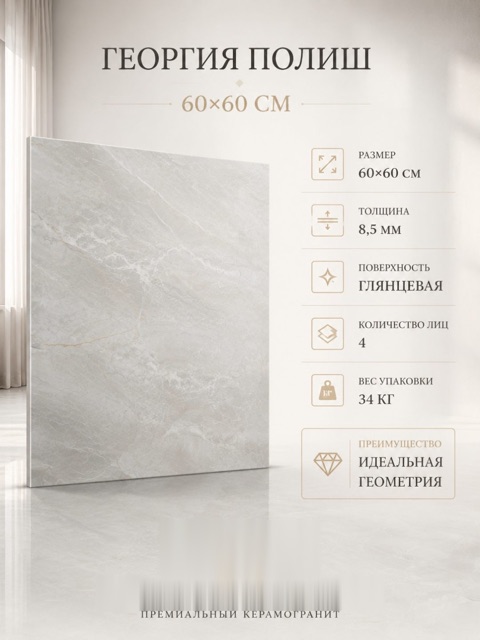 ГЕОРГИЯ ПОЛИШ
60×60 СМ
РАЗМЕР
60×60 см
ТОЛЩИНА
8,5 мм
ПОВЕРХНОСТЬ
ГЛЯНЦЕВАЯ
КОЛИЧЕСТВО ЛИЦ
4
ВЕС УПАКОВКИ
КГ
34 КГ
ПРЕИМУЩЕСТВО
ИДЕАЛЬНАЯ
ГЕОМЕТРИЯ
ПРЕМИАЛЬНЫЙ КЕРАМОГРАНИТ